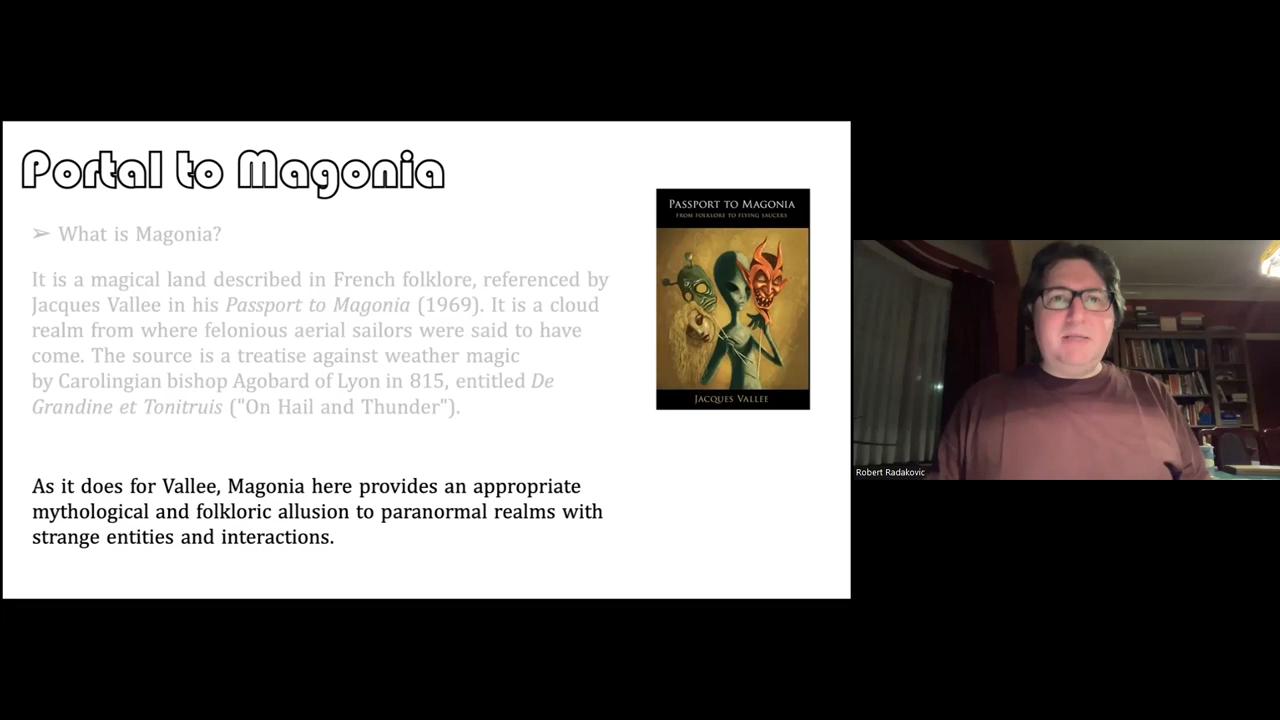 Portal to Magonia
➢ What is Magonia?
It is a magical land described in French folklore, referenced by
Jacques Vallee in his Passport to Magonia (1969). It is a cloud
realm from where felonious aerial sailors were said to have
come. The source is a treatise against weather magic
by Carolingian bishop Agobard of Lyon in 815, entitled De
Grandine et Tonitruis ("On Hail and Thunder").
As it does for Vallee, Magonia here provides an appropriate
mythological and folkloric allusion to paranormal realms with
strange entities and interactions.
PASSPORT TO MAGONIA
FROM FOLKLORE TO FLYING SAUCERS
JACQUES VALLEE
Robert Radakovic